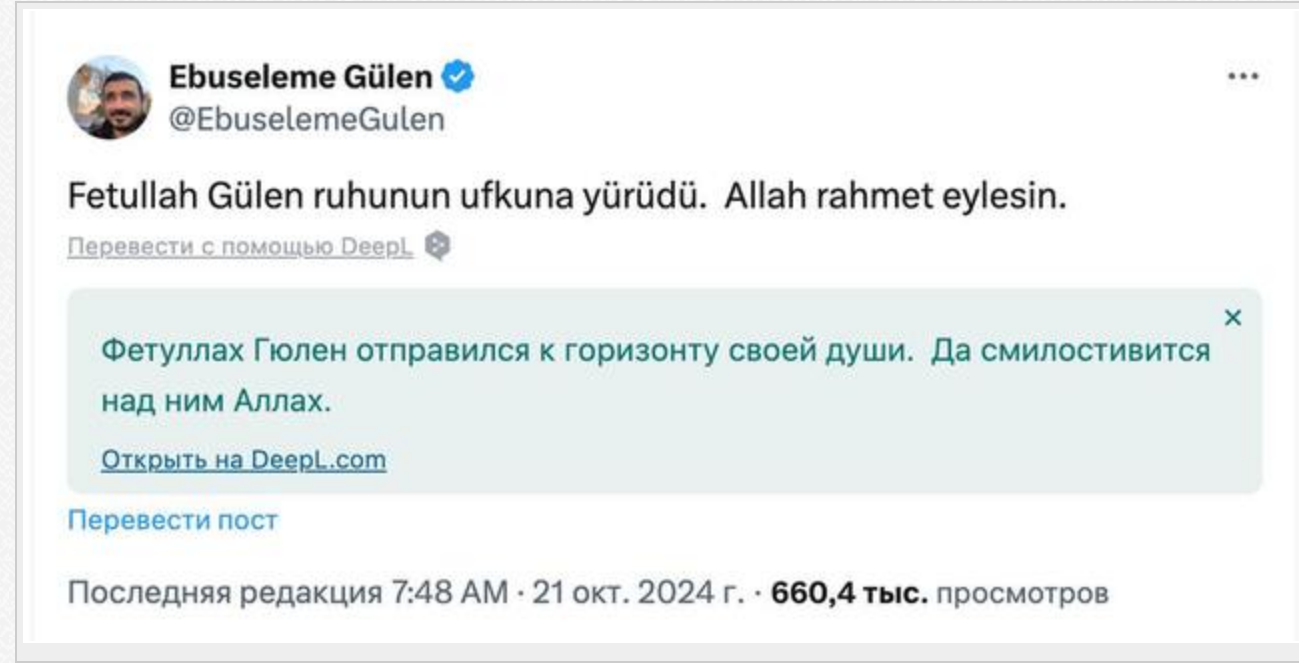 Ebuseleme Gülen
@EbuselemeGulen
Fetullah Gülen ruhunun ufkuna yürüdü.  Allah rahmet eylesin.
Перевести с помощью DeepL
Фетуллах Гюлен отправился к горизонту своей души.  Да смилостивится
над ним Аллах.
Открыть на DeepL.com
Перевести пост
Последняя редакция 7:48 AM · 21 окт. 2024 г. · 660,4 тыс. просмотров